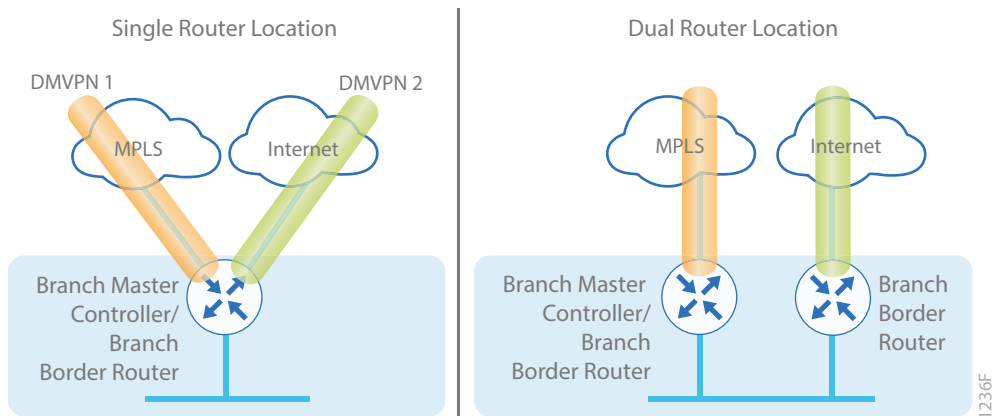 Single Router Location
DMVPN 1
DMVPN 2
MPLS
Internet
Branch Master
Controller/
Branch
Border Router
Dual Router Location
MPLS
Internet
Branch Master
Controller/
Branch
Border Router
Branch
Border
Router
1236F